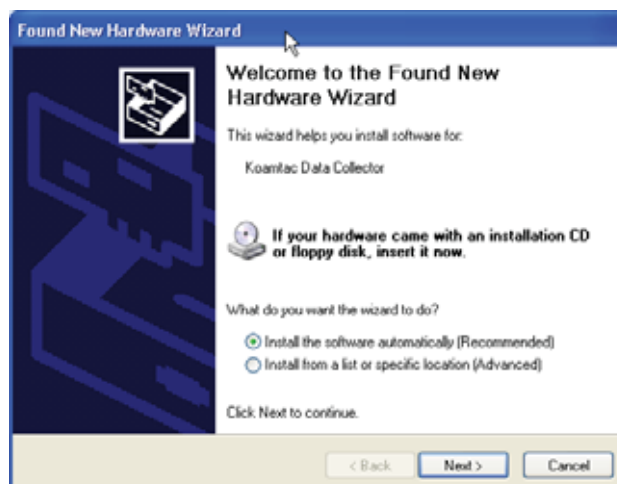 Found New Hardware Wizard
Welcome to the Found New
Hardware Wizard
This wizard helps you install software for:
Koamtac Data Collector
If your hardware came with an installation CD
or floppy disk, insert it now.
What do you want the wizard to do?
Install the software automatically (Recommended)
Install from a list or specific location (Advanced)
Click Next to continue.
< Back
Next >
Cancel